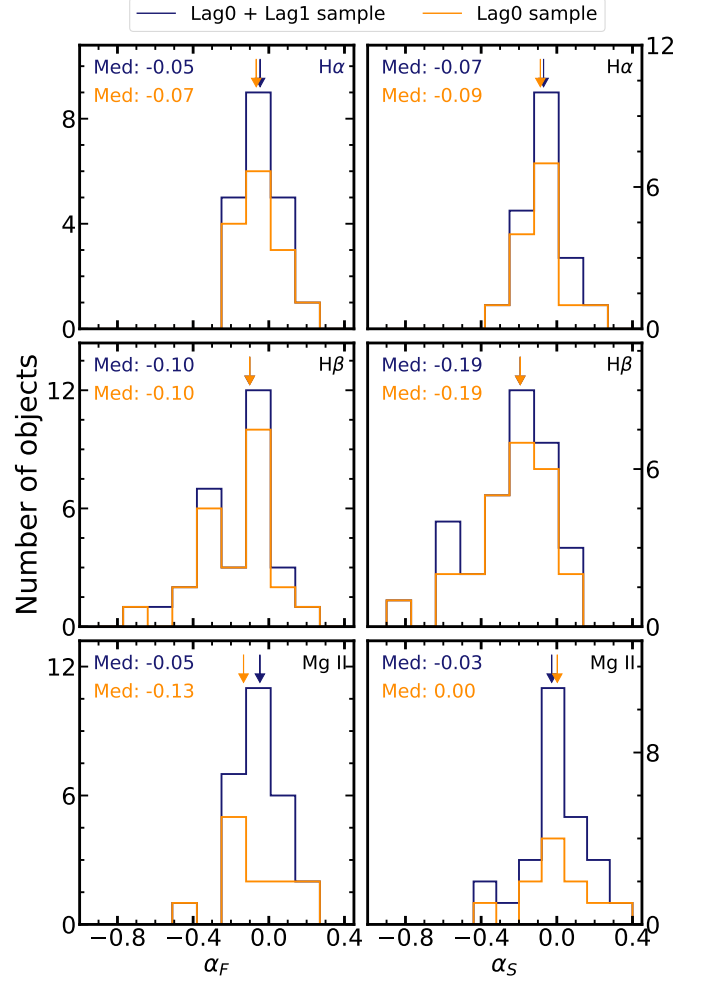 Lag0 + Lag1 sample Lag0 sample
Med: -0.05 Hα
Med: -0.07
8
4
0
Med: -0.07 Hα
Med: -0.09
12
6
0
Number of objects
Med: -0.10 Hβ
Med: -0.10
12
6
0
Med: -0.19 Hβ
Med: -0.19
6
0
Med: -0.05 Mg II
Med: -0.13
12
6
0
−0.8 −0.4 0.0 0.4
α_F
Med: -0.03 Mg II
Med: 0.00
8
0
−0.8 −0.4 0.0 0.4
α_S